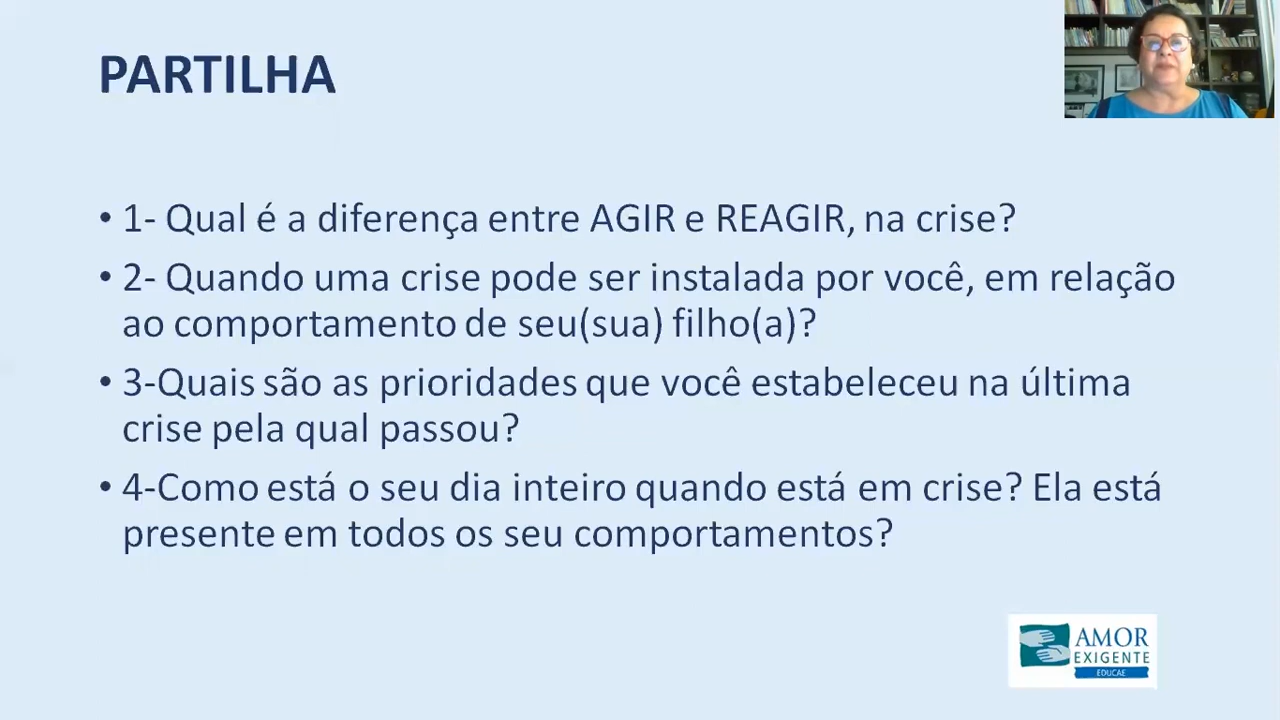 PARTILHA
• 1- Qual é a diferença entre AGIR e REAGIR, na crise?
• 2- Quando uma crise pode ser instalada por você, em relação
ao comportamento de seu(sua) filho(a)?
• 3-Quais são as prioridades que você estabeleceu na última
crise pela qual passou?
• 4-Como está o seu dia inteiro quando está em crise? Ela está
presente em todos os seu comportamentos?
AMOR
EXIGENTE
EDUCAE